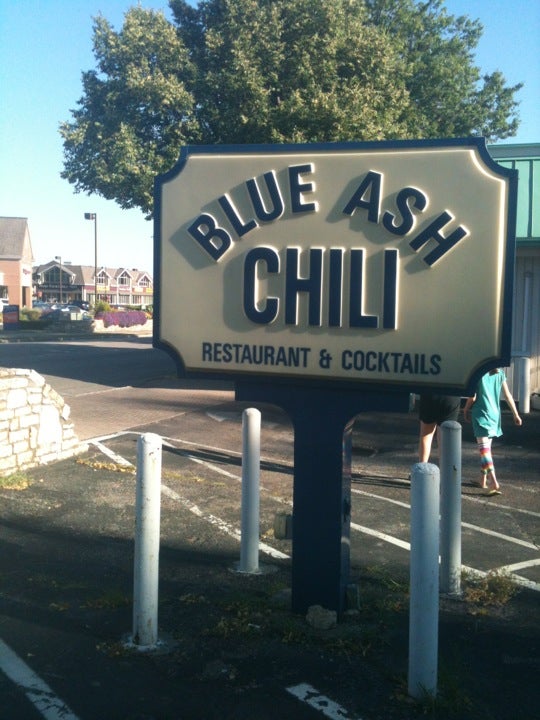 BLUE ASH
CHILI
RESTAURANT & COCKTAILS